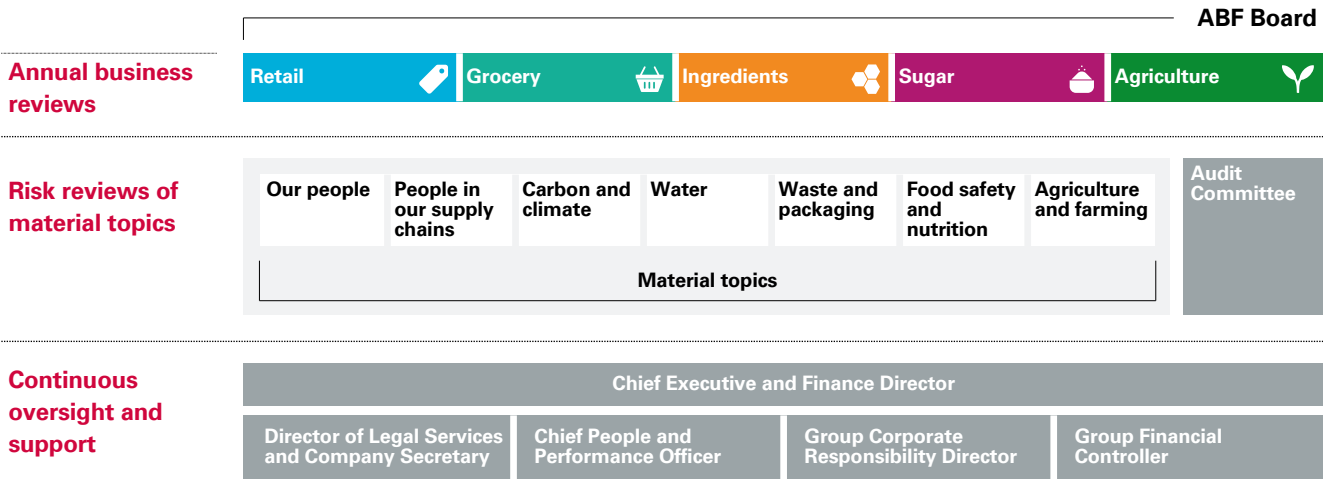 ABF Board
Annual business
reviews
Retail
Grocery
Ingredients
Sugar
Agriculture
Risk reviews of
material topics
Our people
People in
our supply
chains
Carbon and
climate
Water
Waste and
packaging
Food safety
and
nutrition
Agriculture
and farming
Material topics
Audit
Committee
Continuous
oversight and
support
Chief Executive and Finance Director
Director of Legal Services
and Company Secretary
Chief People and
Performance Officer
Group Corporate
Responsibility Director
Group Financial
Controller